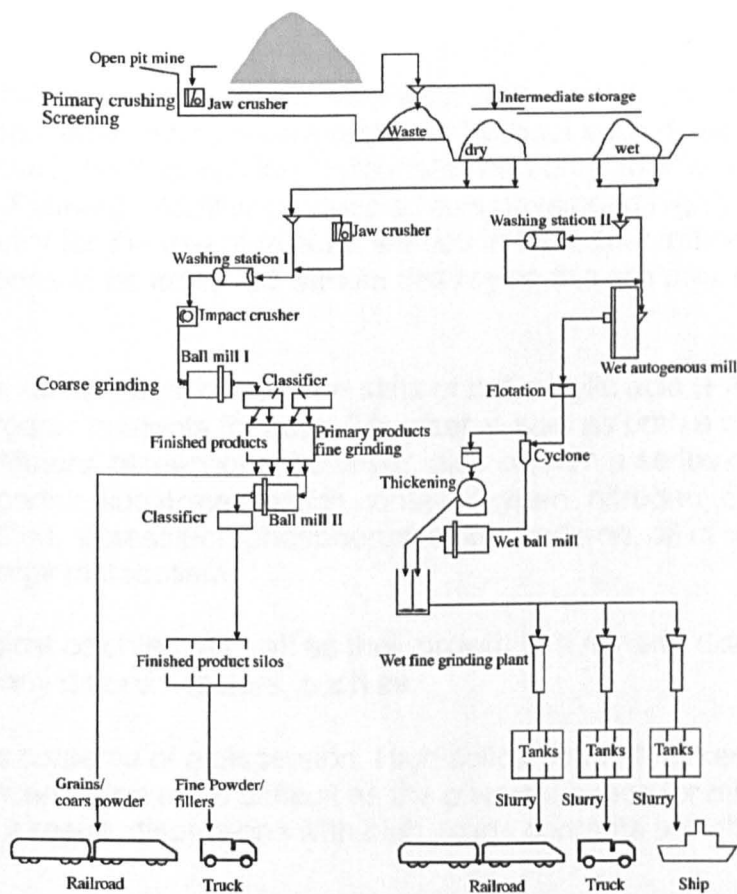 Open pit mine
Primary crushing
Screening
Jaw crusher
Intermediate storage
Waste
dry
wet
Jaw crusher
Washing station II
Washing station I
Impact crusher
Wet autogenous mill
Ball mill I
Coarse grinding
Classifier
Flotation
Finished products
Primary products
fine grinding
Cyclone
Thickening
Classifier
Ball mill II
Wet ball mill
Finished product silos
Wet fine grinding plant
Tanks
Tanks
Tanks
Grains/
coars powder
Fine powder/
fillers
Slurry
Slurry
Slurry
Railroad
Truck
Railroad
Truck
Ship